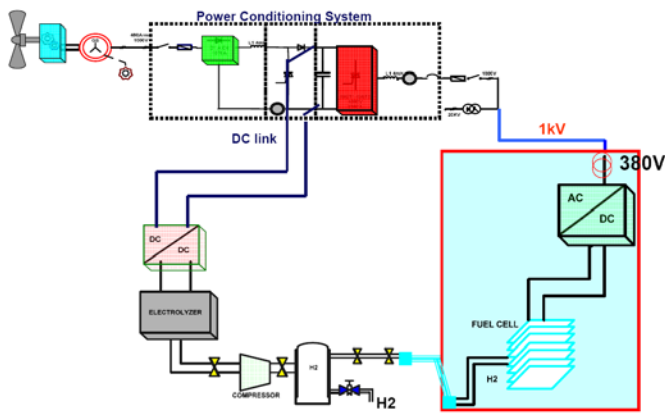 Power Conditioning System
DC link
1kV
380V
AC
DC
DC
DC
ELECTROLYZER
FUEL CELL
H2
H2
COMPRESSOR
H2